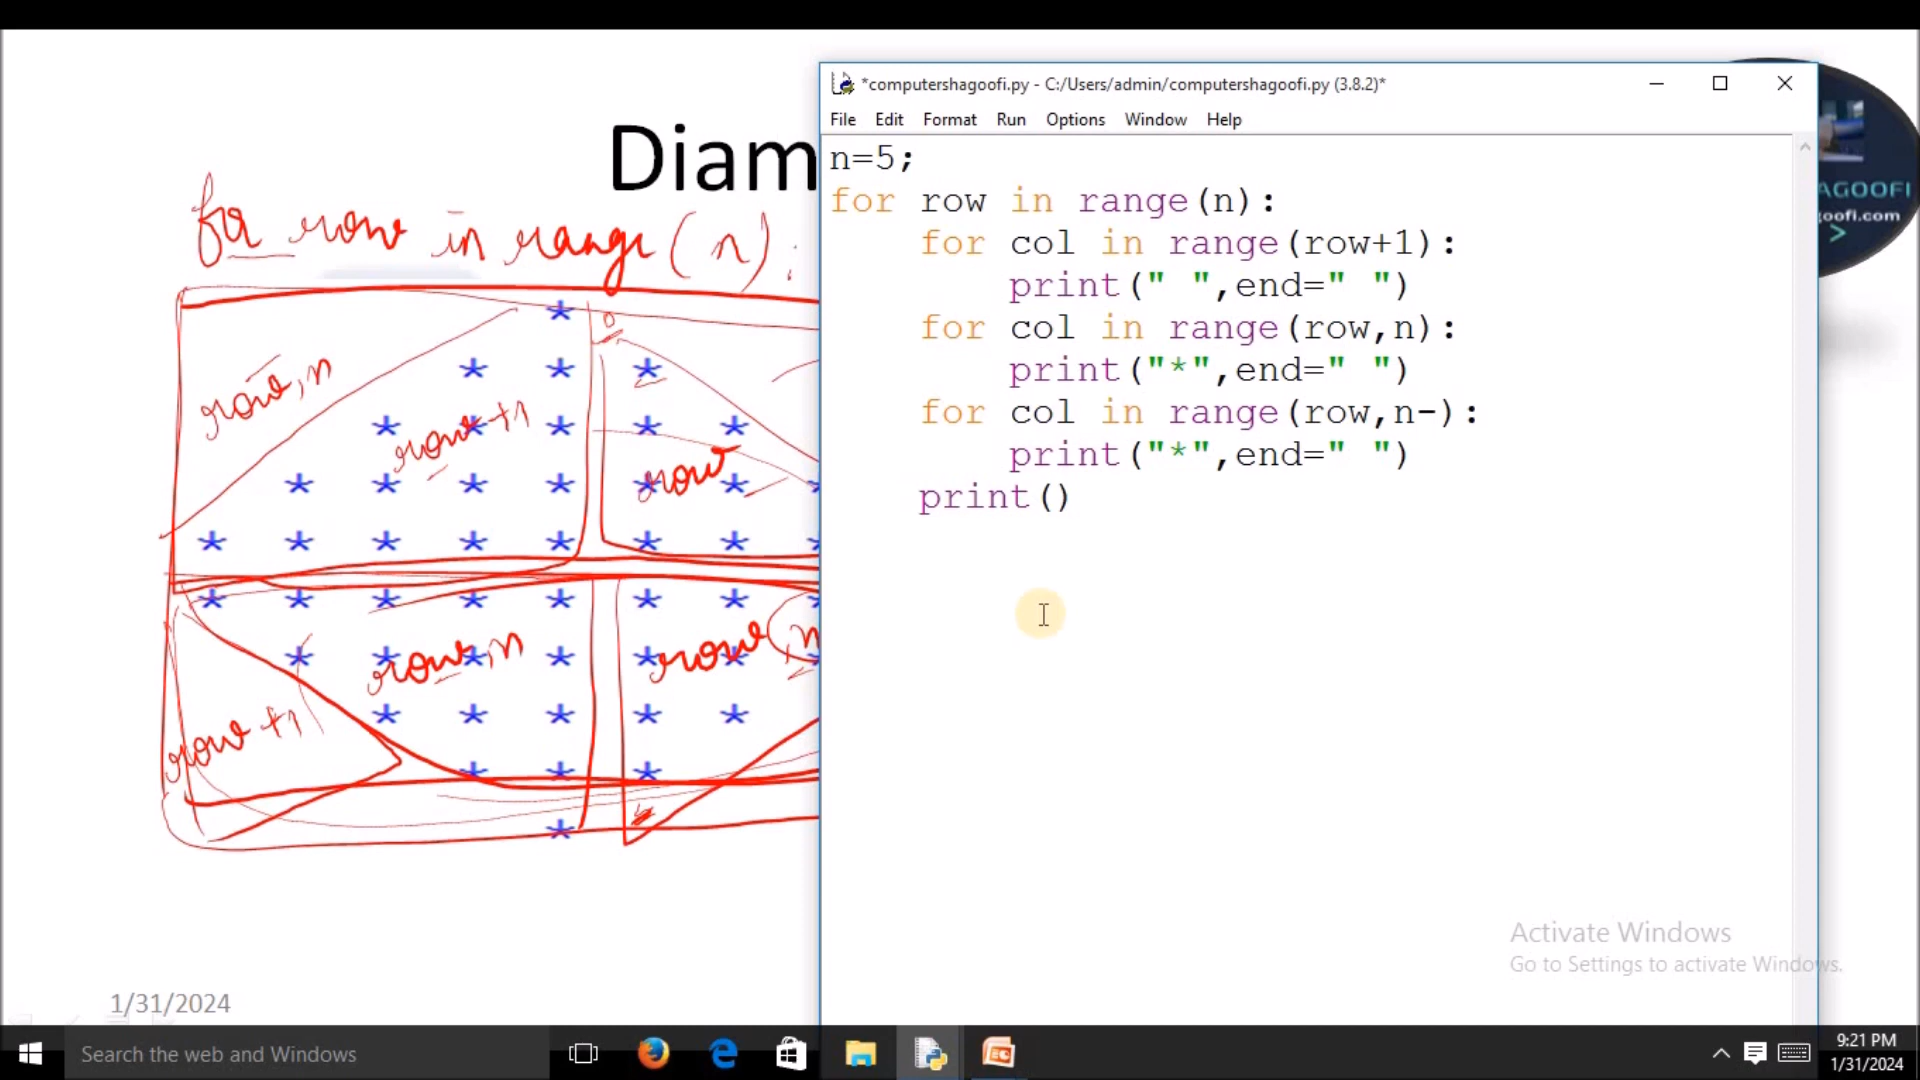 Diam
for row in range(n):
row, n
row+1
row
0
row, n
row(n
row+1
1/31/2024
*computershagoofi.py - C:/Users/admin/computershagoofi.py (3.8.2)*
File Edit Format Run Options Window Help
n=5;
for row in range(n):
    for col in range(row+1):
        print(" ",end=" ")
    for col in range(row,n):
        print("*",end=" ")
    for col in range(row,n-):
        print("*",end=" ")
    print()
AGOOFI
goofi.com
>
Activate Windows
Go to Settings to activate Windows.
Search the web and Windows
9:21 PM
1/31/2024